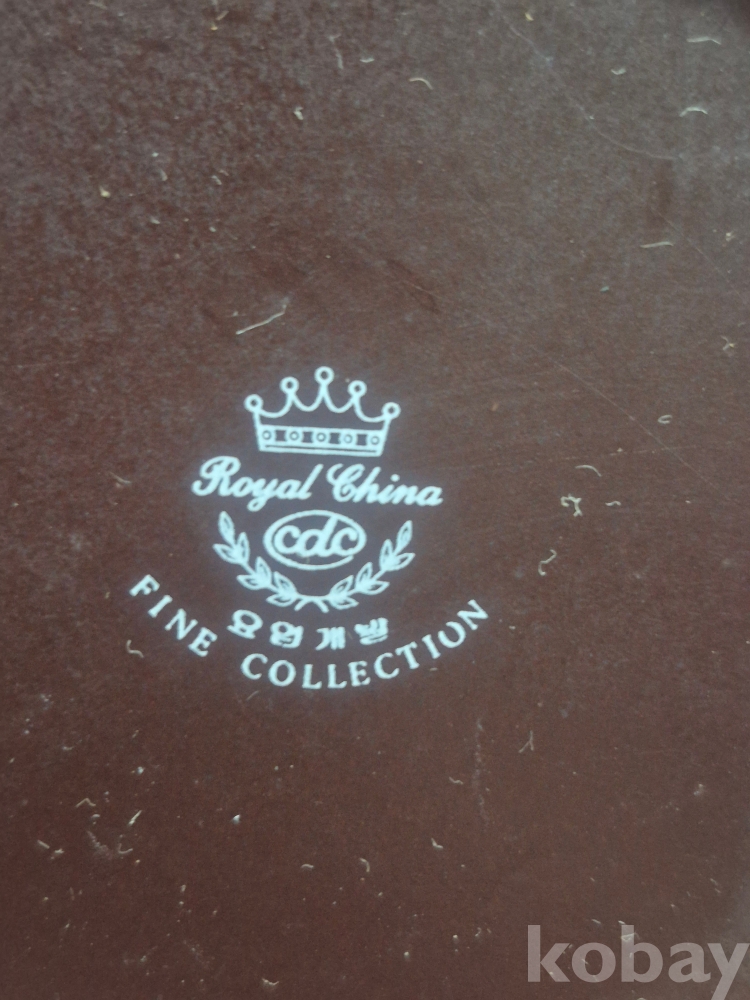 Royal China
cdc
요업개발
FINE COLLECTION
kobay